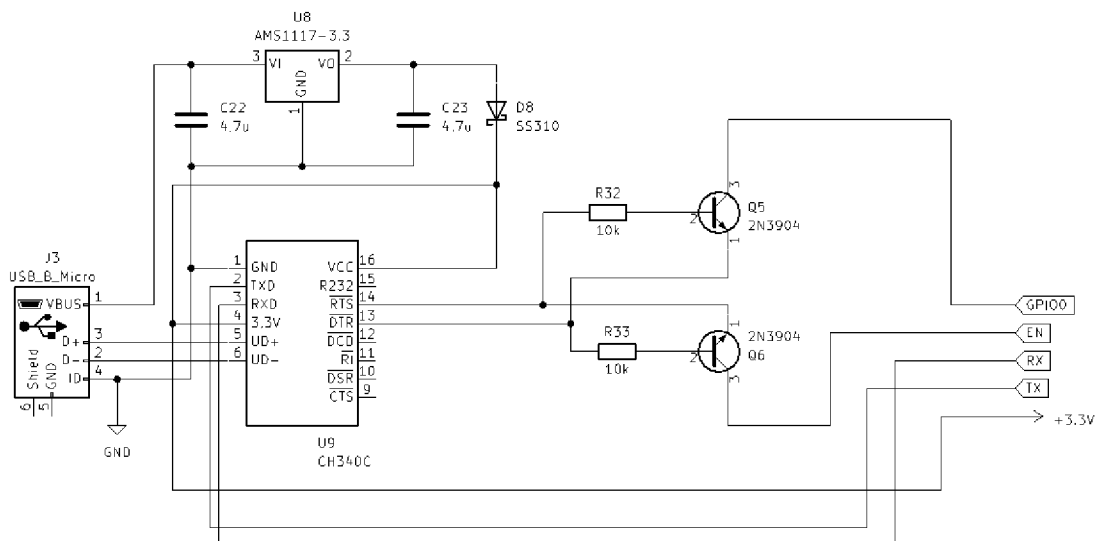 U8
AMS1117-3.3
3 VI VO 2
GND
1
C22
4.7u
C23
4.7u
D8
SS310
R32
10k
3
2
Q5
2N3904
1
J3
USB_B_Micro
VBUS 1
D+ 3
D- 2
ID 4
Shield
GND
6
5
GND
1 GND VCC 16
2 TXD R232 15
3 RXD RTS 14
4 3.3V DTR 13
5 UD+ DCD 12
6 UD- RI 11
DSR 10
CTS 9
U9
CH340C
R33
10k
1
2N3904
2
Q6
3
GPIO0
EN
RX
TX
+3.3V